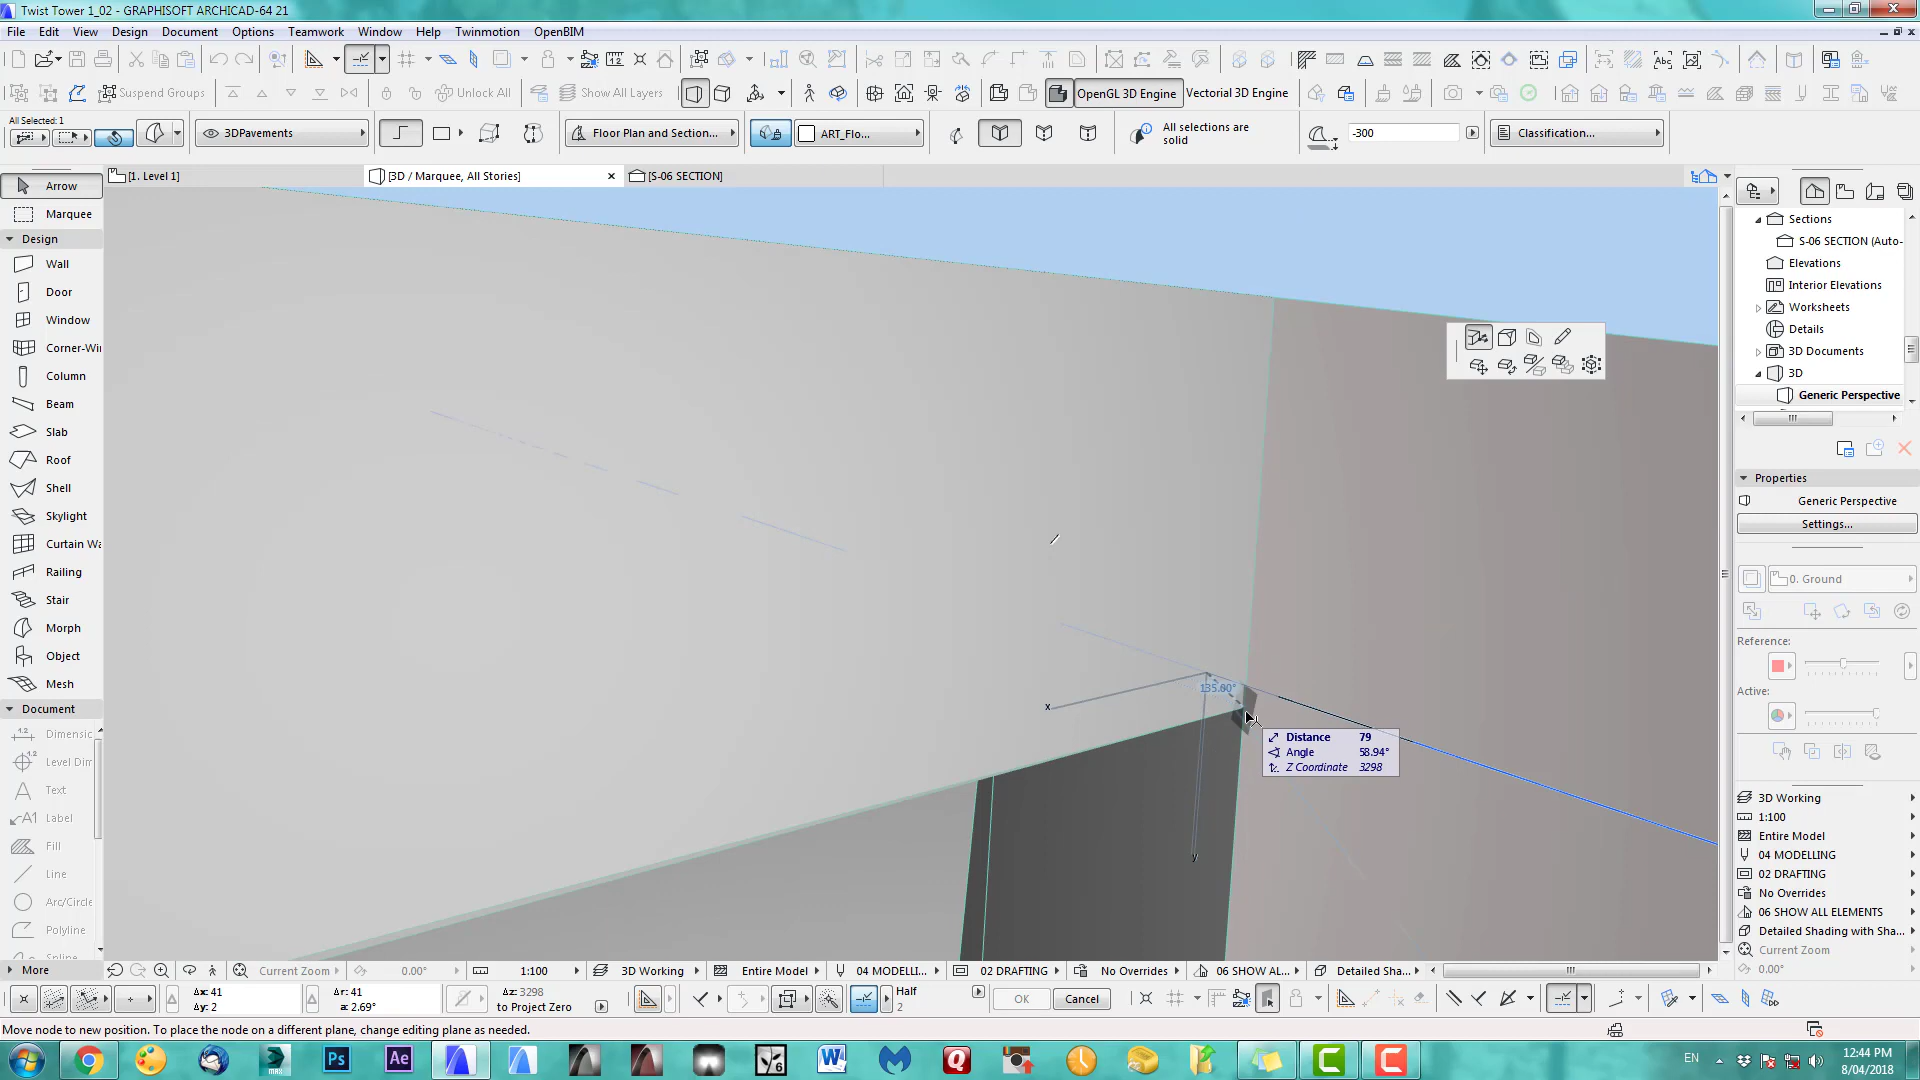 Twist Tower 1_02 - GRAPHISOFT ARCHICAD-64 21
File Edit View Design Document Options Teamwork Window Help Twinmotion OpenBIM
Suspend Groups
Unlock All
Show All Layers
OpenGL 3D Engine
Vectorial 3D Engine
All Selected: 1
3DPavements
Floor Plan and Section...
ART_Flo...
All selections are
solid
-300
Classification...
[1. Level 1]
[3D / Marquee, All Stories]
[S-06 SECTION]
Arrow
Marquee
Design
Wall
Door
Window
Corner-Wi
Column
Beam
Slab
Roof
Shell
Skylight
Curtain Wa
Railing
Stair
Morph
Object
Mesh
Document
Dimensic
Level Dim
Text
A1 Label
Fill
Line
Arc/Circle
Polyline
Spline
More
135.00°
x
y
Distance 79
Angle 58.94°
Z Coordinate 3298
Sections
S-06 SECTION (Auto-
Elevations
Interior Elevations
Worksheets
Details
3D Documents
3D
Generic Perspective
Properties
Generic Perspective
Settings...
0. Ground
Reference:
Active:
3D Working
1:100
Entire Model
04 MODELLING
02 DRAFTING
No Overrides
06 SHOW ALL ELEMENTS
Detailed Shading with Sha...
Current Zoom
0.00°
Current Zoom 0.00° 1:100 3D Working Entire Model 04 MODELLI... 02 DRAFTING No Overrides 06 SHOW AL... Detailed Sha...
Δx: 41
Δy: 2
Δr: 41
a: 2.69°
Δz: 3298
to Project Zero
Half
2
OK
Cancel
Move node to new position. To place the node on a different plane, change editing plane as needed.
MAX
Ps
Ae
6
W
Q
C
C
EN
12:44 PM
8/04/2018